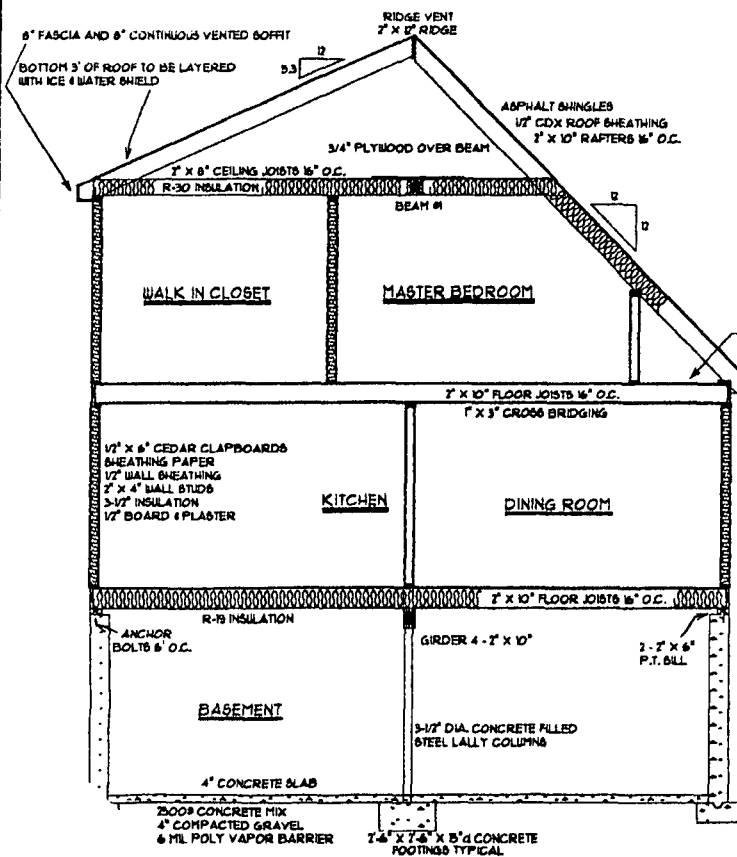 RIDGE VENT
2" X 12" RIDGE
8" FASCIA AND 8" CONTINUOUS VENTED SOFFIT
12
5.3
BOTTOM 3' OF ROOF TO BE LAYERED
WITH ICE & WATER SHIELD
ASPHALT SHINGLES
1/2" CDX ROOF SHEATHING
2" X 10" RAFTERS 16" O.C.
3/4" PLYWOOD OVER BEAM
2" X 8" CEILING JOISTS 16" O.C.
R-30 INSULATION
BEAM #1
12
12
WALK IN CLOSET
MASTER BEDROOM
2" X 10" FLOOR JOISTS 16" O.C.
1" X 3" CROSS BRIDGING
1/2" X 6" CEDAR CLAPBOARDS
SHEATHING PAPER
1/2" WALL SHEATHING
2" X 4" WALL STUDS
3-1/2" INSULATION
1/2" BOARD & PLASTER
KITCHEN
DINING ROOM
2" X 10" FLOOR JOISTS 16" O.C.
R-19 INSULATION
ANCHOR
BOLTS 6' O.C.
GIRDER 4 - 2" X 10"
2 - 2" X 6"
P.T. SILL
BASEMENT
3-1/2" DIA. CONCRETE FILLED
STEEL LALLY COLUMNS
4" CONCRETE SLAB
2500# CONCRETE MIX
4" COMPACTED GRAVEL
6 MIL POLY VAPOR BARRIER
2'-6" X 2'-6" X 15"d CONCRETE
FOOTINGS TYPICAL